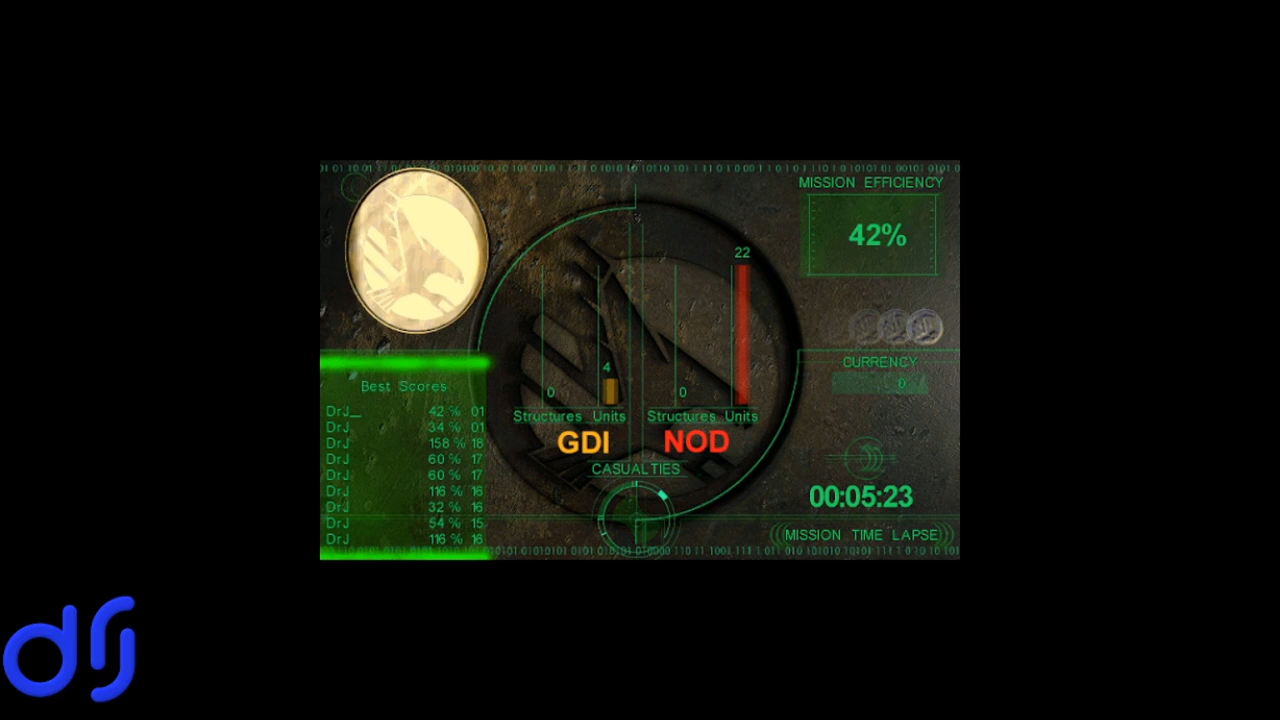 MISSION EFFICIENCY
42%
22
4
0
0
Structures Units
Structures Units
GDI
NOD
CASUALTIES
CURRENCY
0
00:05:23
MISSION TIME LAPSE
Best Scores
DrJ_ 42 % 01
DrJ 34 % 01
DrJ 158 % 18
DrJ 60 % 17
DrJ 60 % 17
DrJ 116 % 16
DrJ 32 % 16
DrJ 54 % 15
DrJ 116 % 16
drj